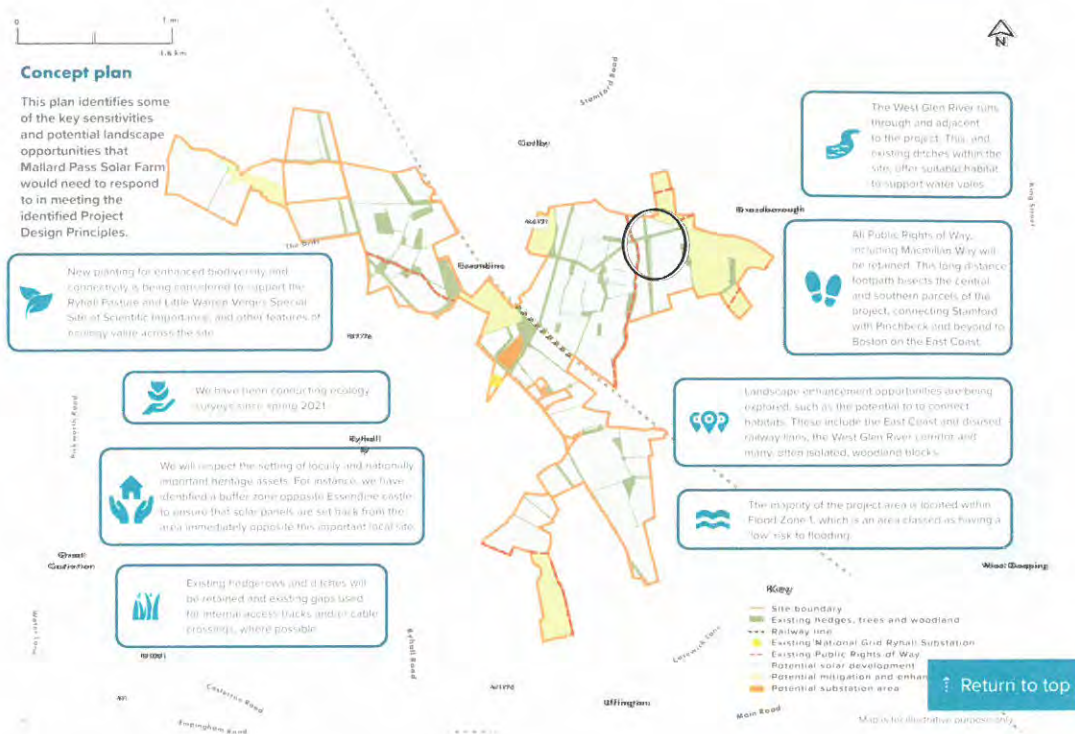 0
1 mi
1.6 km
N
Concept plan
This plan identifies some
of the key sensitivities
and potential landscape
opportunities that
Mallard Pass Solar Farm
would need to respond
to in meeting the
identified Project
Design Principles.
Stamford Road
The West Glen River runs
through and adjacent
to the project. This, and
existing ditches within the
site, offer suitable habitat
to support water voles.
King Street
Braceborough
The Drift
Essendine
New planting for enhanced biodiversity and
connectivity is being considered to support the
Ryhall Pasture and Little Warren Verges Special
Site of Scientific Importance, and other features of
ecology value across the site.
All Public Rights of Way,
including Macmillan Way will
be retained. This long distance
footpath bisects the central
and southern parcels of the
project, connecting Stamford
with Pinchbeck and beyond to
Boston on the East Coast.
We have been conducting ecology
surveys since spring 2021
Pickworth Road
Ryhall
Landscape enhancement opportunities are being
explored, such as the potential to to connect
habitats. These include the East Coast and disused
railway lines, the West Glen River corridor and
many, often isolated, woodland blocks.
We will respect the setting of locally and nationally
important heritage assets. For instance, we have
identified a buffer zone opposite Essendine castle
to ensure that solar panels are set back from the
area immediately opposite this important local site.
The majority of the project area is located within
Flood Zone 1, which is an area classed as having a
'low' risk to flooding.
Great
Casterton
West Deeping
Existing hedgerows and ditches will
be retained and existing gaps used
for internal access tracks and/or cable
crossings, where possible.
Ryhall Road
Key
Site boundary
Existing hedges, trees and woodland
Railway line
Existing National Grid Ryhall Substation
Existing Public Rights of Way
Potential solar development
Potential mitigation and enhan
Potential substation area
Return to top
Casterton Road
Empingham Road
Uffington
Main Road
Map is for illustrative purposes only